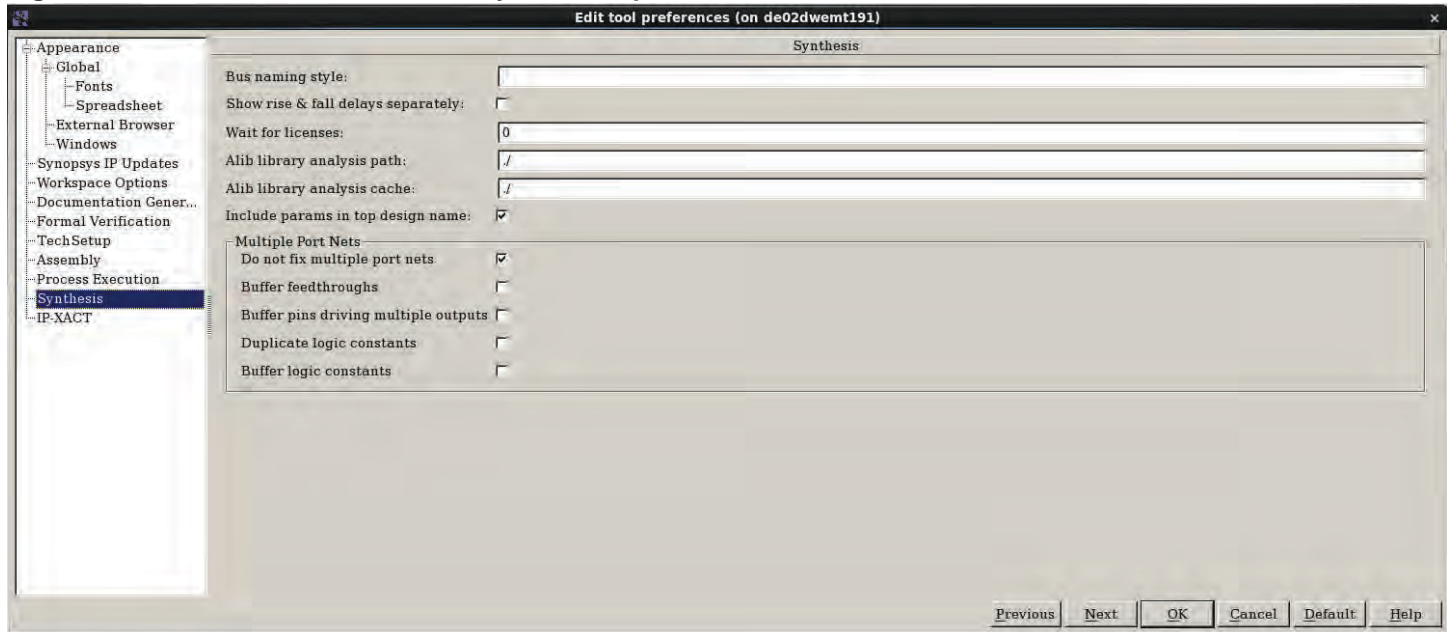 Edit tool preferences (on de02dwemt191)
Appearance
Global
Fonts
Spreadsheet
External Browser
Windows
Synopsys IP Updates
Workspace Options
Documentation Gener...
Formal Verification
TechSetup
Assembly
Process Execution
Synthesis
IP-XACT
Synthesis
Bus naming style:
Show rise & fall delays separately:
Wait for licenses: 0
Alib library analysis path: ./
Alib library analysis cache: ./
Include params in top design name:
Multiple Port Nets
Do not fix multiple port nets
Buffer feedthroughs
Buffer pins driving multiple outputs
Duplicate logic constants
Buffer logic constants
Previous Next OK Cancel Default Help